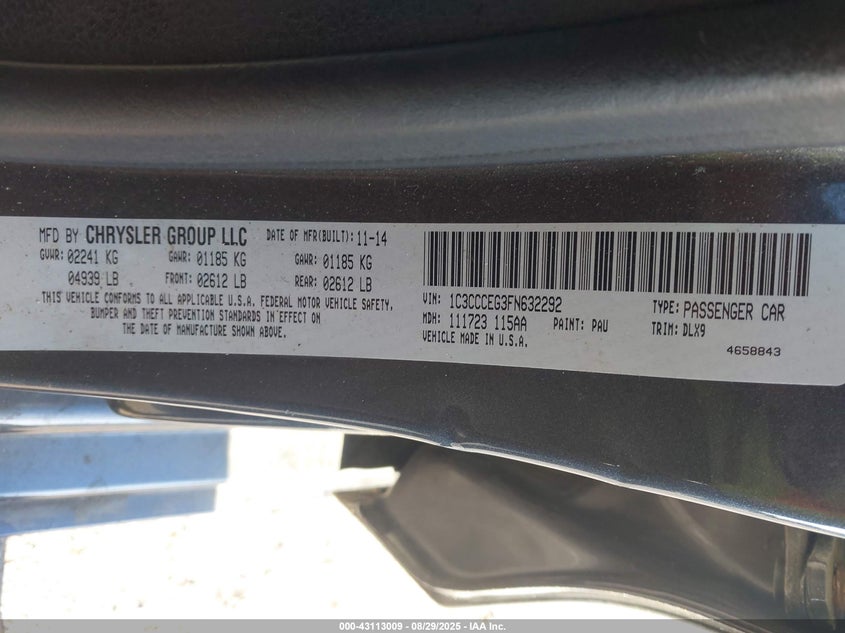 MFD BY CHRYSLER GROUP LLC DATE OF MFR(BUILT): 11-14
GVWR: 02241 KG GAWR: 01185 KG GAWR: 01185 KG
04939 LB FRONT: 02612 LB REAR: 02612 LB
THIS VEHICLE CONFORMS TO ALL APPLICABLE U.S.A. FEDERAL MOTOR VEHICLE SAFETY,
BUMPER AND THEFT PREVENTION STANDARDS IN EFFECT ON
THE DATE OF MANUFACTURE SHOWN ABOVE.
VIN: 1C3CCCEG3FN632292 TYPE: PASSENGER CAR
MDH: 111723 115AA PAINT: PAU TRIM: DLX9
VEHICLE MADE IN U.S.A.
4658843
000-43113009 - 08/29/2025 - IAA Inc.